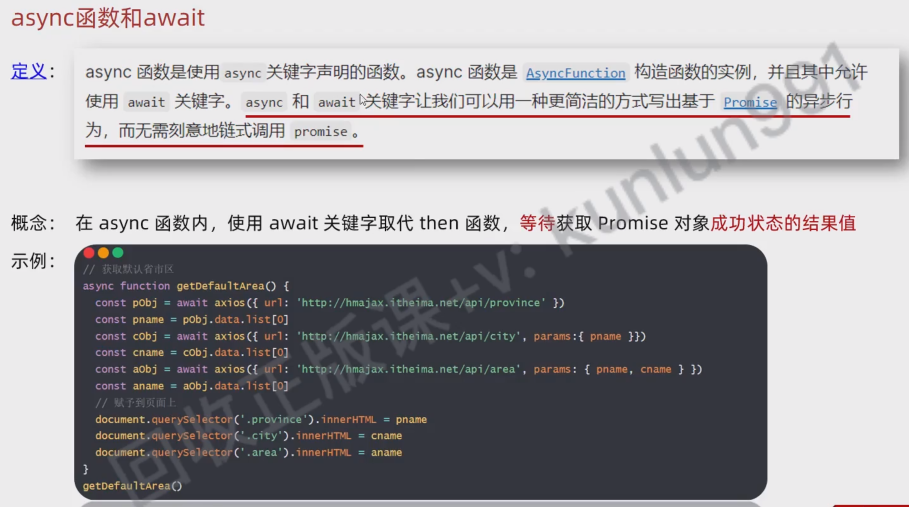 async函数和await
定义： async 函数是使用 async 关键字声明的函数。async 函数是 AsyncFunction 构造函数的实例，并且其中允许
使用 await 关键字。async 和 await 关键字让我们可以用一种更简洁的方式写出基于 Promise 的异步行
为，而无需刻意地链式调用 promise 。
概念： 在 async 函数内，使用 await 关键字取代 then 函数，等待获取 Promise 对象成功状态的结果值
示例：
// 获取默认省市区
async function getDefaultArea() {
const pObj = await axios({ url: 'http://hmajax.itheima.net/api/province' })
const pname = pObj.data.list[0]
const cObj = await axios({ url: 'http://hmajax.itheima.net/api/city', params:{ pname }})
const cname = cObj.data.list[0]
const aObj = await axios({ url: 'http://hmajax.itheima.net/api/area', params: { pname, cname } })
const aname = aObj.data.list[0]
// 赋予到页面上
document.querySelector('.province').innerHTML = pname
document.querySelector('.city').innerHTML = cname
document.querySelector('.area').innerHTML = aname
}
getDefaultArea()
回收正版课+v: kunlun991